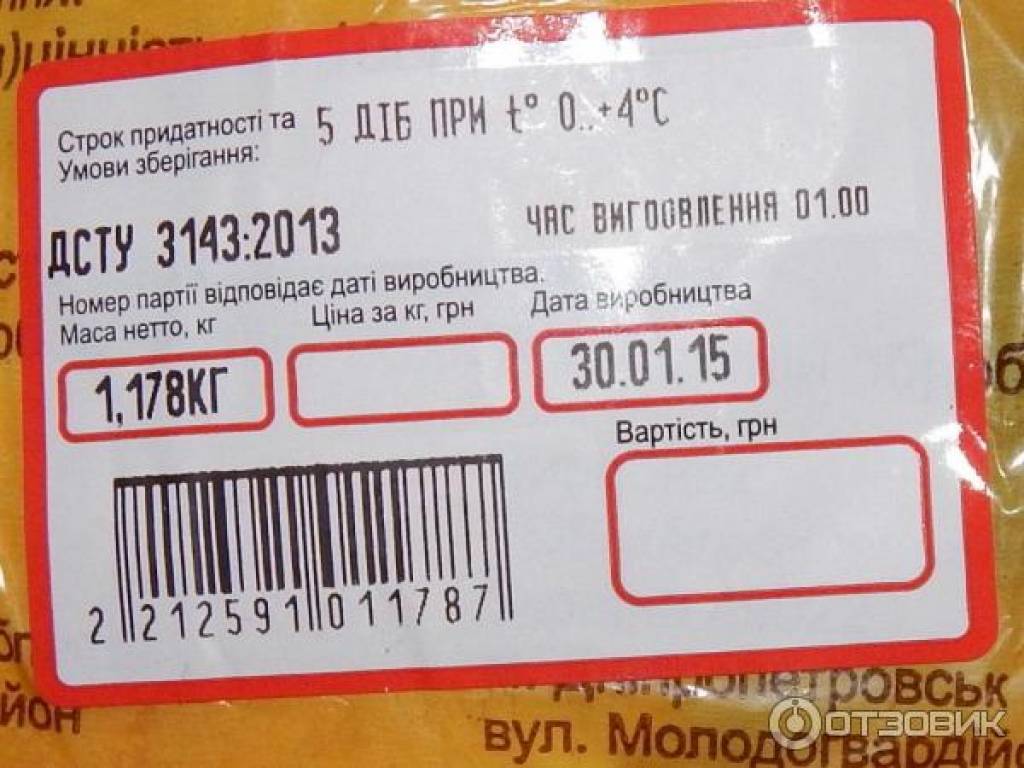 Строк придатності та 5 ДІБ ПРИ t° 0..+4°C
Умови зберігання:
ЧАС ВИГОВЛЕННЯ 01.00
ДСТУ 3143:2013
Номер партії відповідає даті виробництва.
Маса нетто, кг Ціна за кг, грн Дата виробництва
1,178КГ 30.01.15
Вартість, грн
2 212591 011787
йон
вул.
ОТЗОВИК